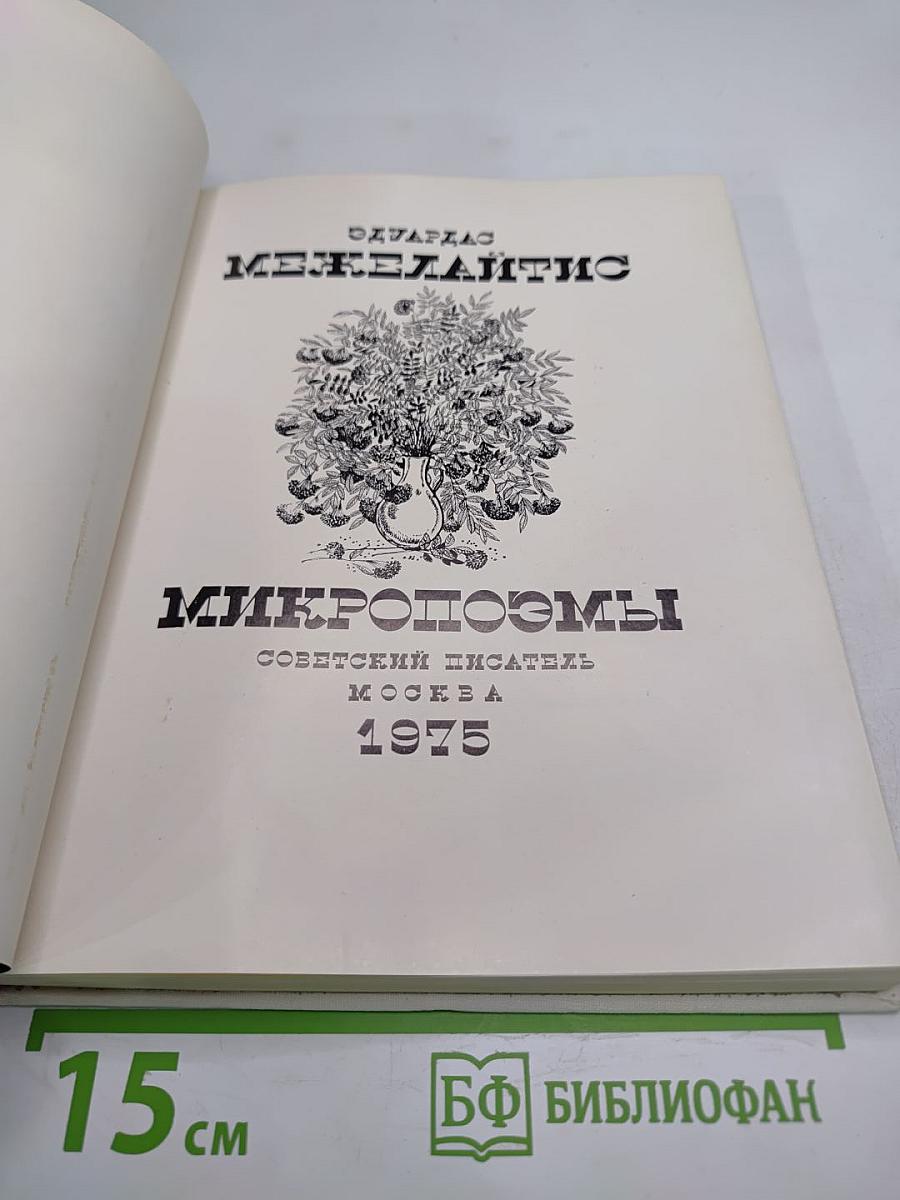 ЭДУАРДАС
МЕЖЕЛАЙТИС
МИКРОПОЭМЫ
СОВЕТСКИЙ ПИСАТЕЛЬ
МОСКВА
1975
15 см
БФ БИБЛИОФАН